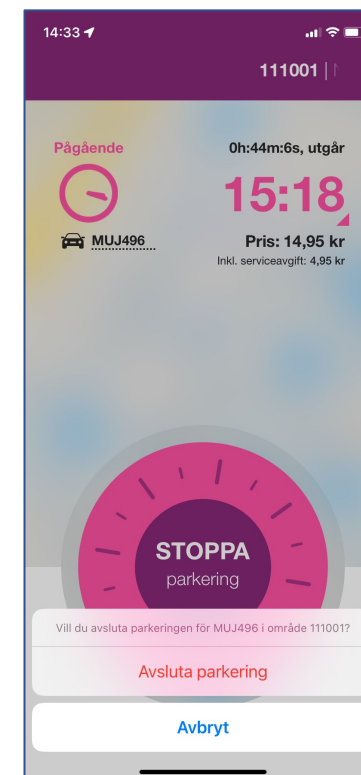 14:33
111001 |
Pågående
0h:44m:6s, utgår
15:18
MUJ496
Pris: 14,95 kr
Inkl. serviceavgift: 4,95 kr
STOPPA
parkering
Vill du avsluta parkeringen för MUJ496 i område 111001?
Avsluta parkering
Avbryt